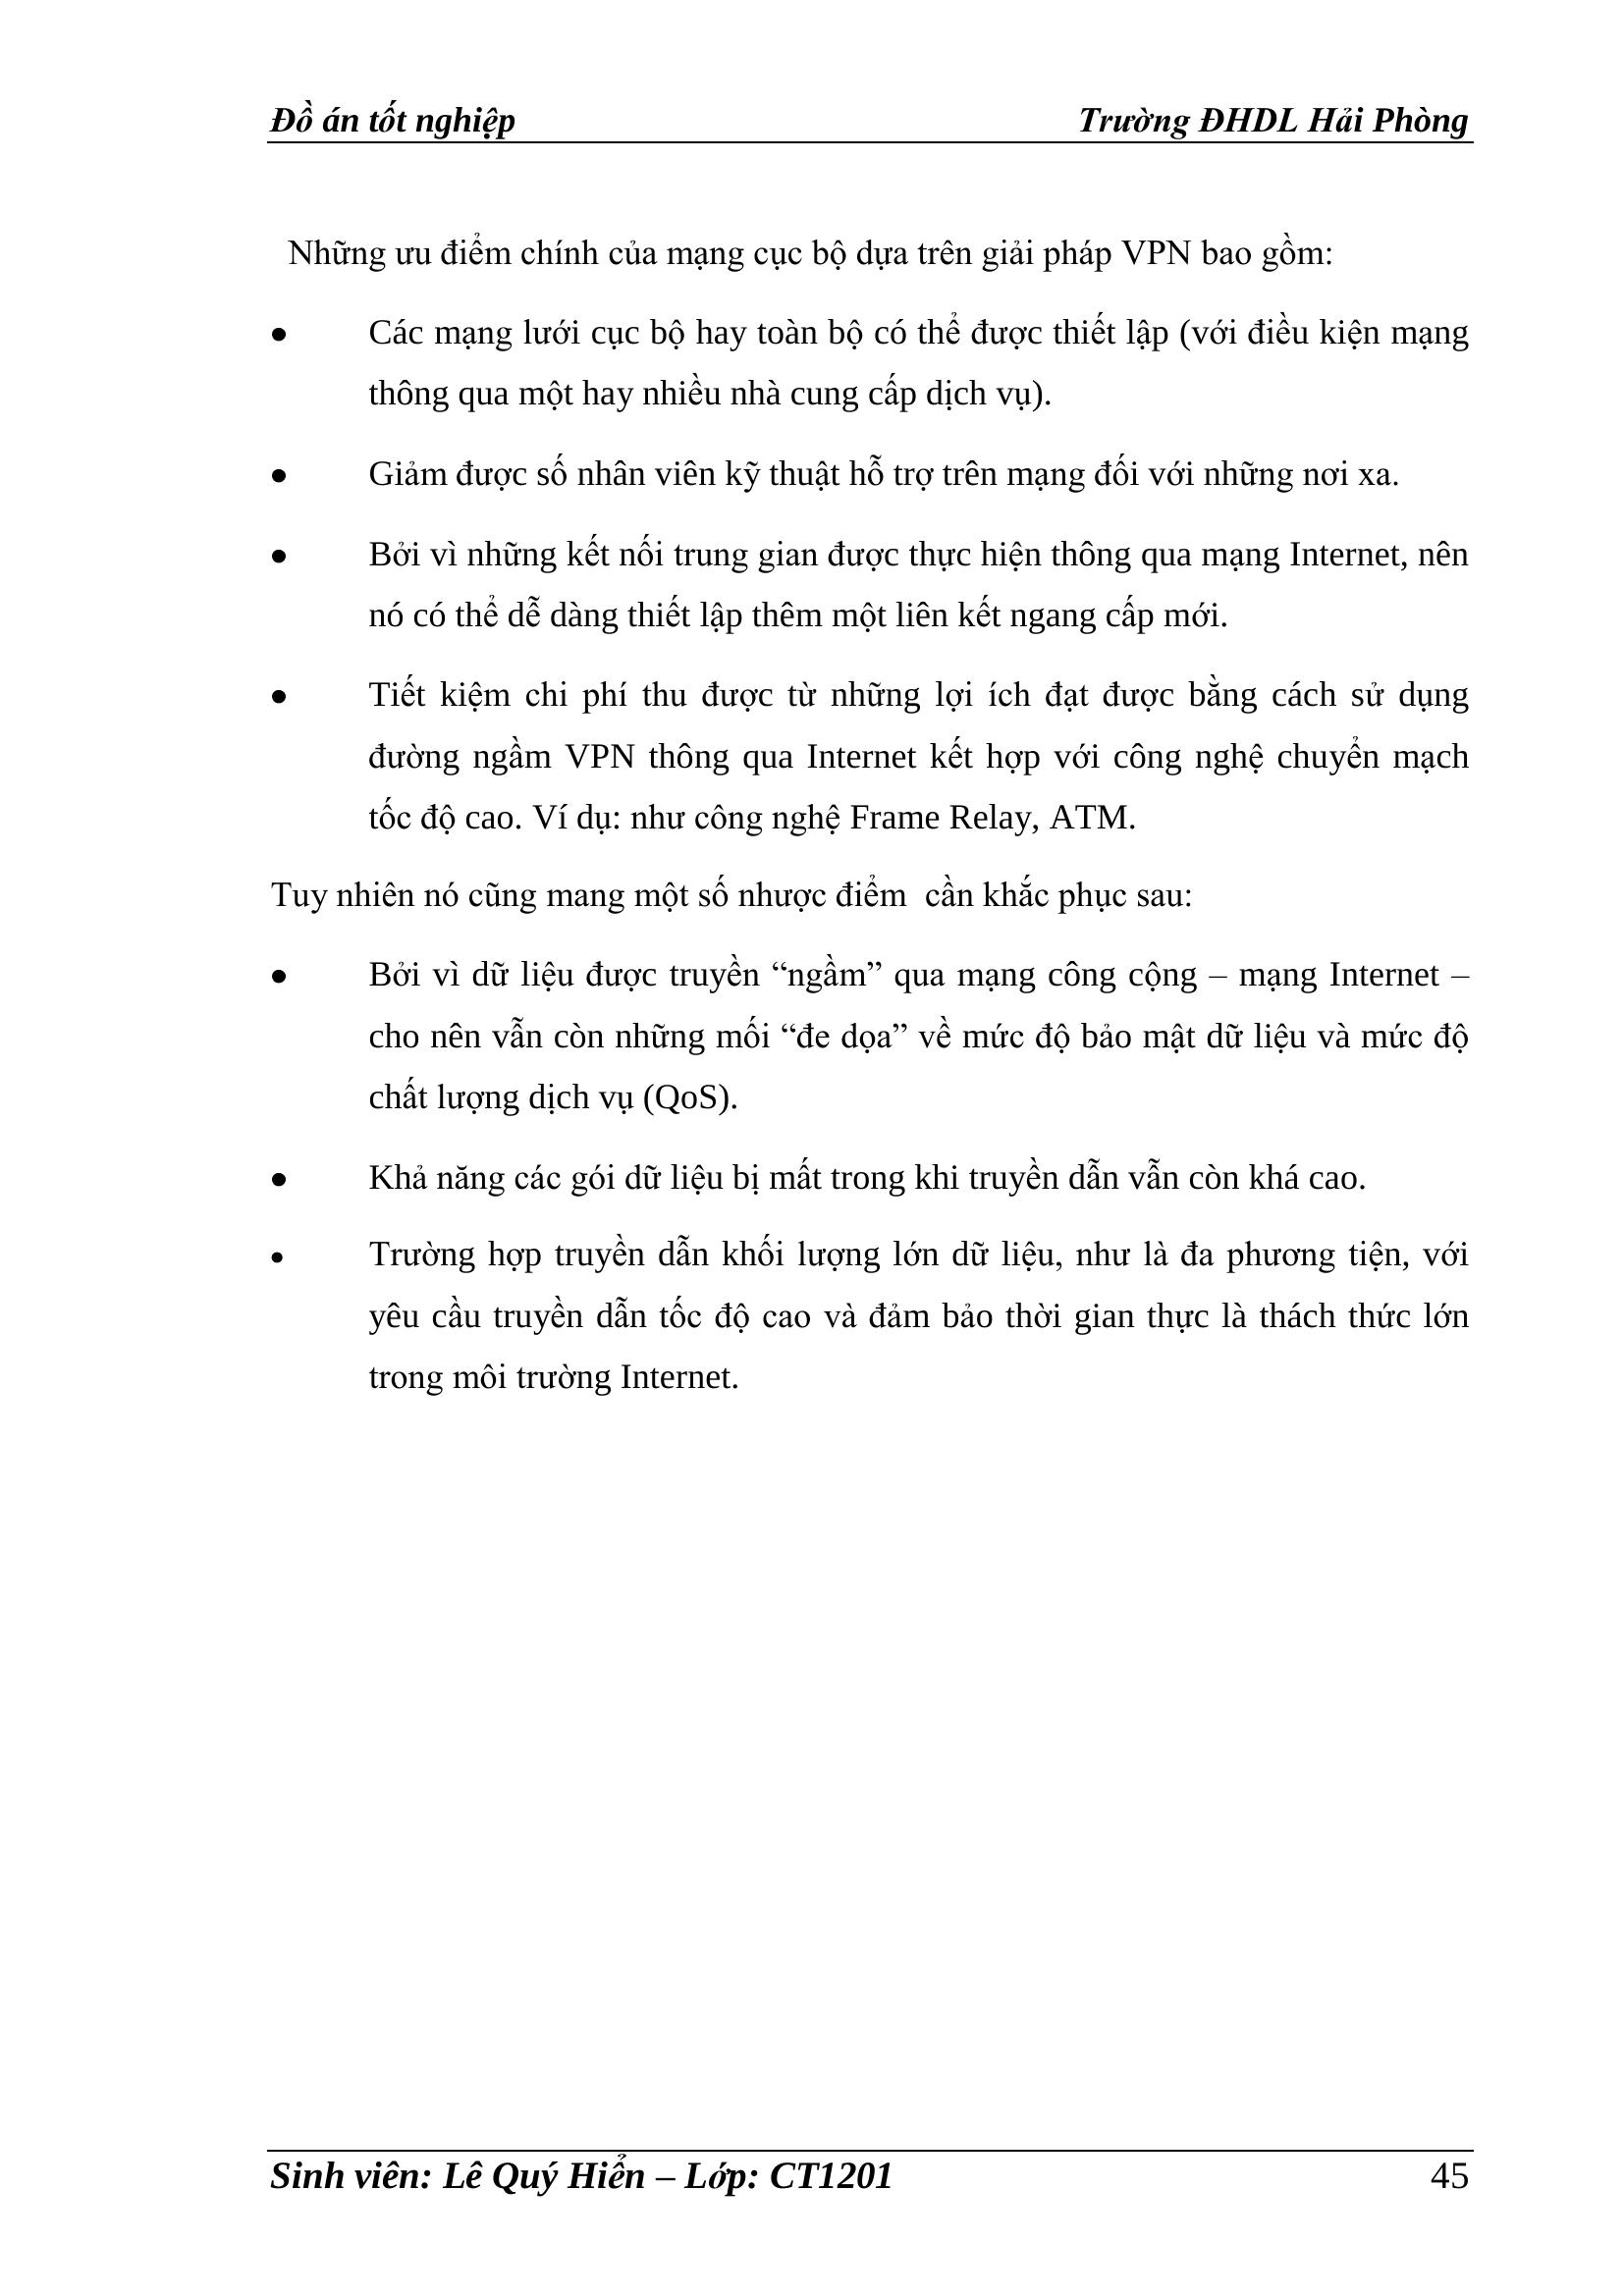 Đồ án tốt nghiệp Trường ĐHDL Hải Phòng
Những ưu điểm chính của mạng cục bộ dựa trên giải pháp VPN bao gồm:
● Các mạng lưới cục bộ hay toàn bộ có thể được thiết lập (với điều kiện mạng
thông qua một hay nhiều nhà cung cấp dịch vụ).
● Giảm được số nhân viên kỹ thuật hỗ trợ trên mạng đối với những nơi xa.
● Bởi vì những kết nối trung gian được thực hiện thông qua mạng Internet, nên
nó có thể dễ dàng thiết lập thêm một liên kết ngang cấp mới.
● Tiết kiệm chi phí thu được từ những lợi ích đạt được bằng cách sử dụng
đường ngầm VPN thông qua Internet kết hợp với công nghệ chuyển mạch
tốc độ cao. Ví dụ: như công nghệ Frame Relay, ATM.
Tuy nhiên nó cũng mang một số nhược điểm  cần khắc phục sau:
● Bởi vì dữ liệu được truyền “ngầm” qua mạng công cộng – mạng Internet –
cho nên vẫn còn những mối “đe dọa” về mức độ bảo mật dữ liệu và mức độ
chất lượng dịch vụ (QoS).
● Khả năng các gói dữ liệu bị mất trong khi truyền dẫn vẫn còn khá cao.
● Trường hợp truyền dẫn khối lượng lớn dữ liệu, như là đa phương tiện, với
yêu cầu truyền dẫn tốc độ cao và đảm bảo thời gian thực là thách thức lớn
trong môi trường Internet.
Sinh viên: Lê Quý Hiển – Lớp: CT1201 45